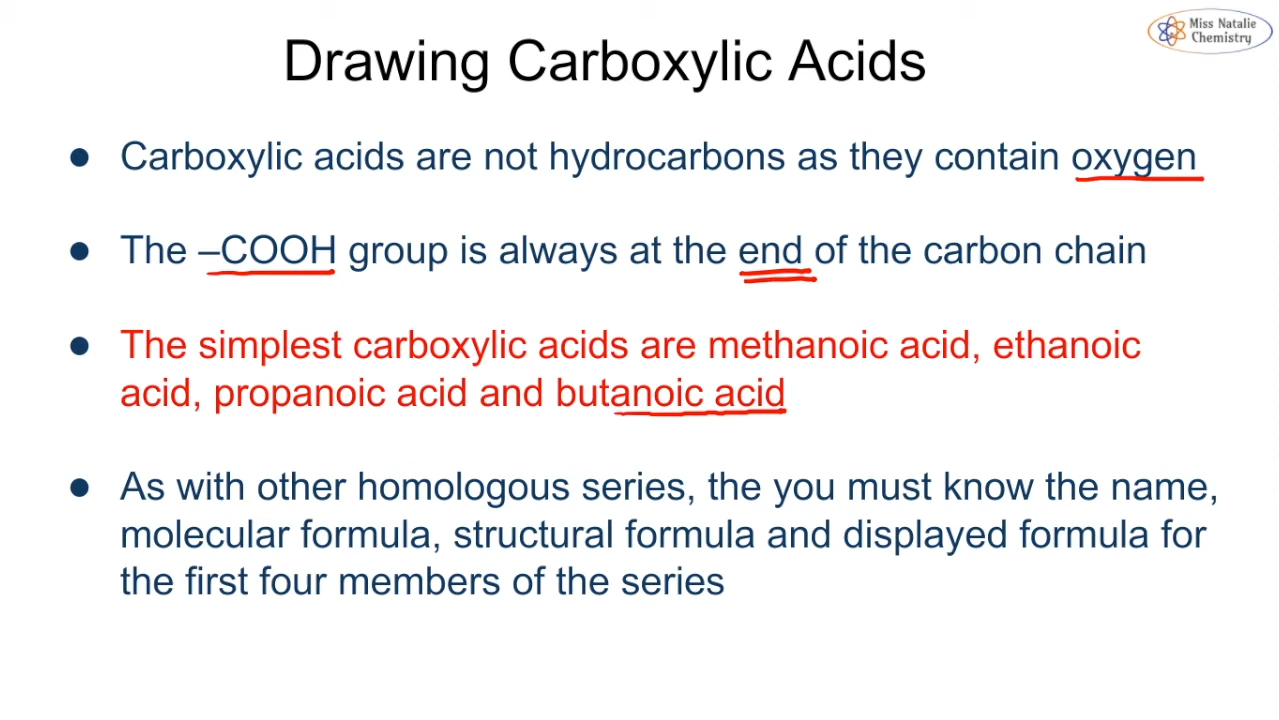 Miss Natalie
Chemistry
Drawing Carboxylic Acids
● Carboxylic acids are not hydrocarbons as they contain oxygen
● The –COOH group is always at the end of the carbon chain
● The simplest carboxylic acids are methanoic acid, ethanoic
acid, propanoic acid and butanoic acid
● As with other homologous series, the you must know the name,
molecular formula, structural formula and displayed formula for
the first four members of the series